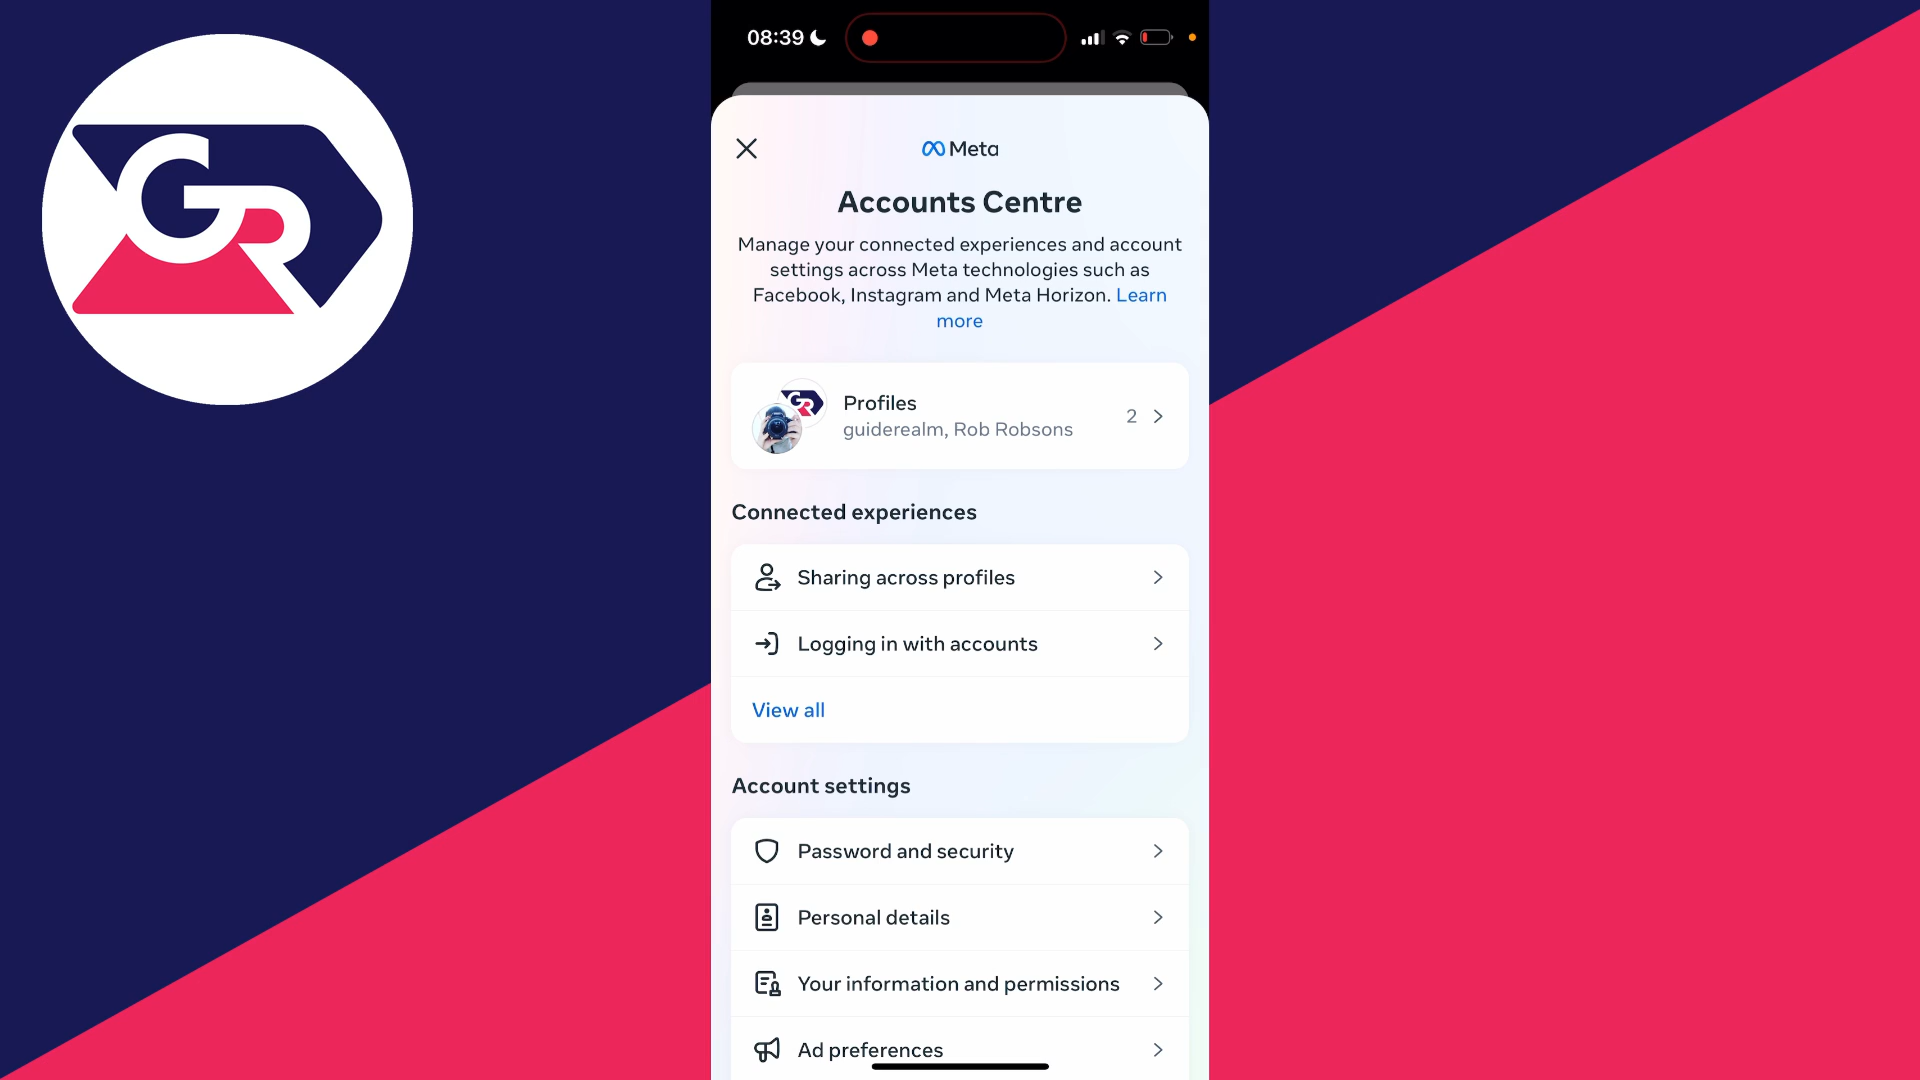 GR
08:39
Meta
Accounts Centre
Manage your connected experiences and account
settings across Meta technologies such as
Facebook, Instagram and Meta Horizon. Learn
more
GR
Profiles
guiderealm, Rob Robsons
2
Connected experiences
Sharing across profiles
Logging in with accounts
View all
Account settings
Password and security
Personal details
Your information and permissions
Ad preferences